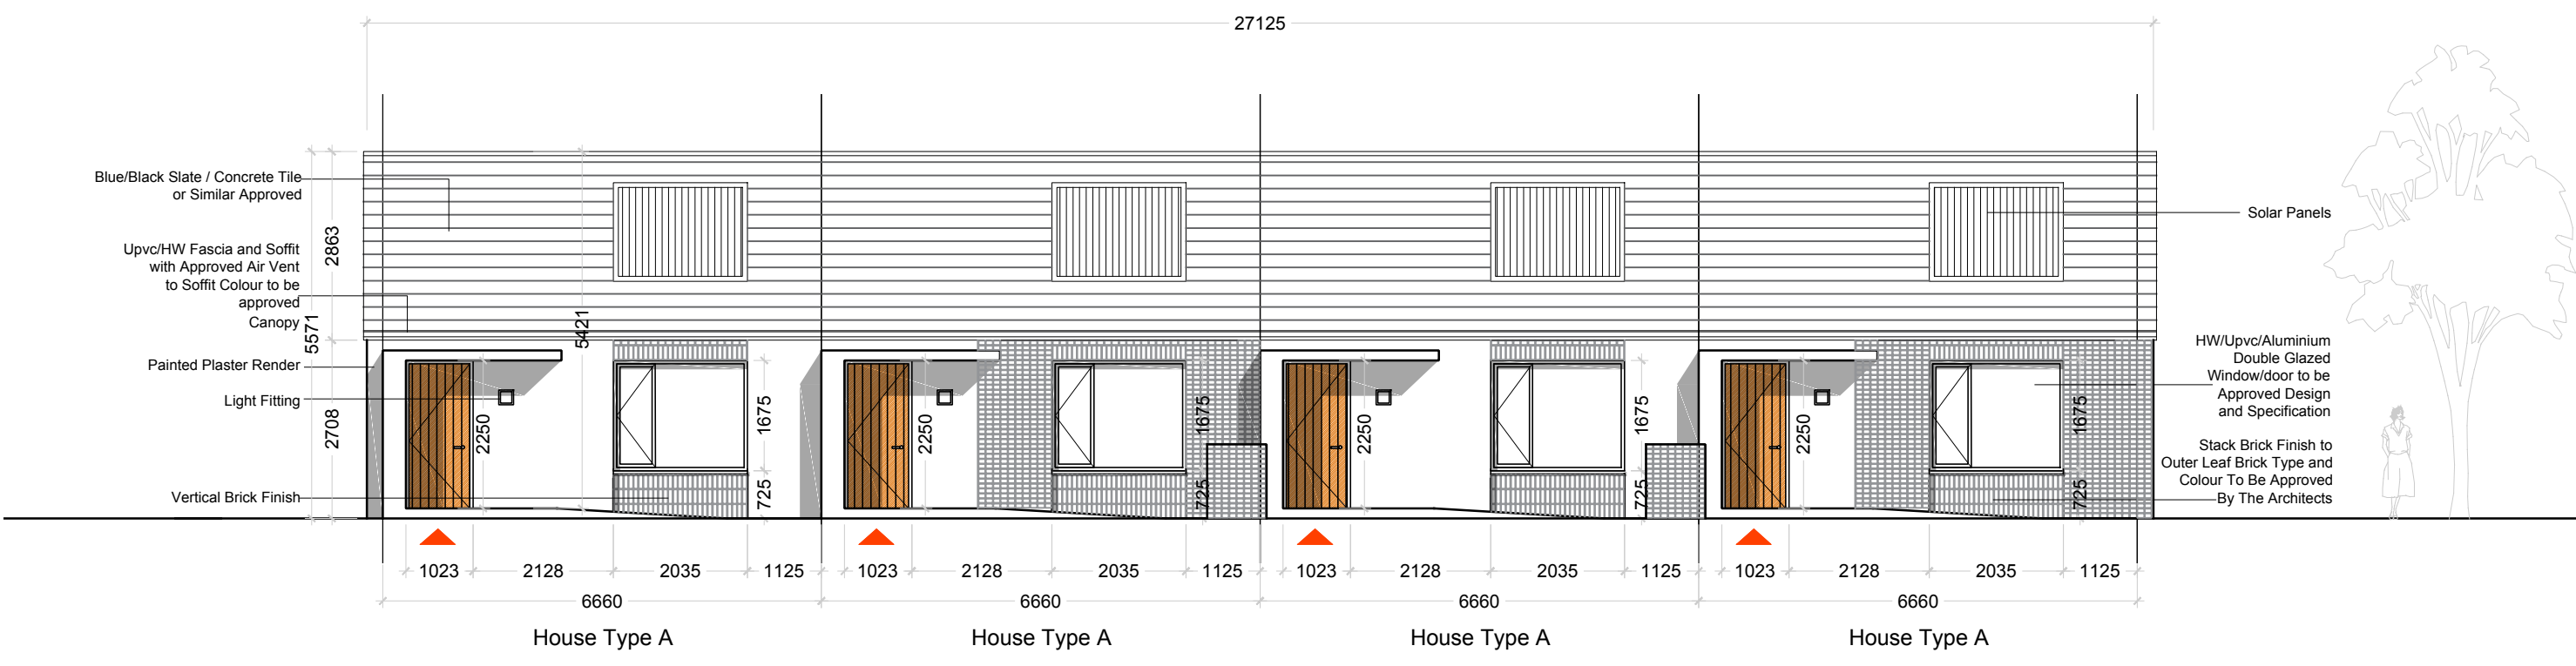 27125
Blue/Black Slate / Concrete Tile
or Similar Approved
Upvc/HW Fascia and Soffit
with Approved Air Vent
to Soffit Colour to be
approved
Canopy
Painted Plaster Render
Light Fitting
Vertical Brick Finish
5571
2863
2708
5421
2250
1675
725
2250
1675
725
2250
1675
725
2250
1675
725
Solar Panels
HW/Upvc/Aluminium
Double Glazed
Window/door to be
Approved Design
and Specification
Stack Brick Finish to
Outer Leaf Brick Type and
Colour To Be Approved
By The Architects
1023 2128 2035 1125 1023 2128 2035 1125 1023 2128 2035 1125 1023 2128 2035 1125
6660 6660 6660 6660
House Type A House Type A House Type A House Type A